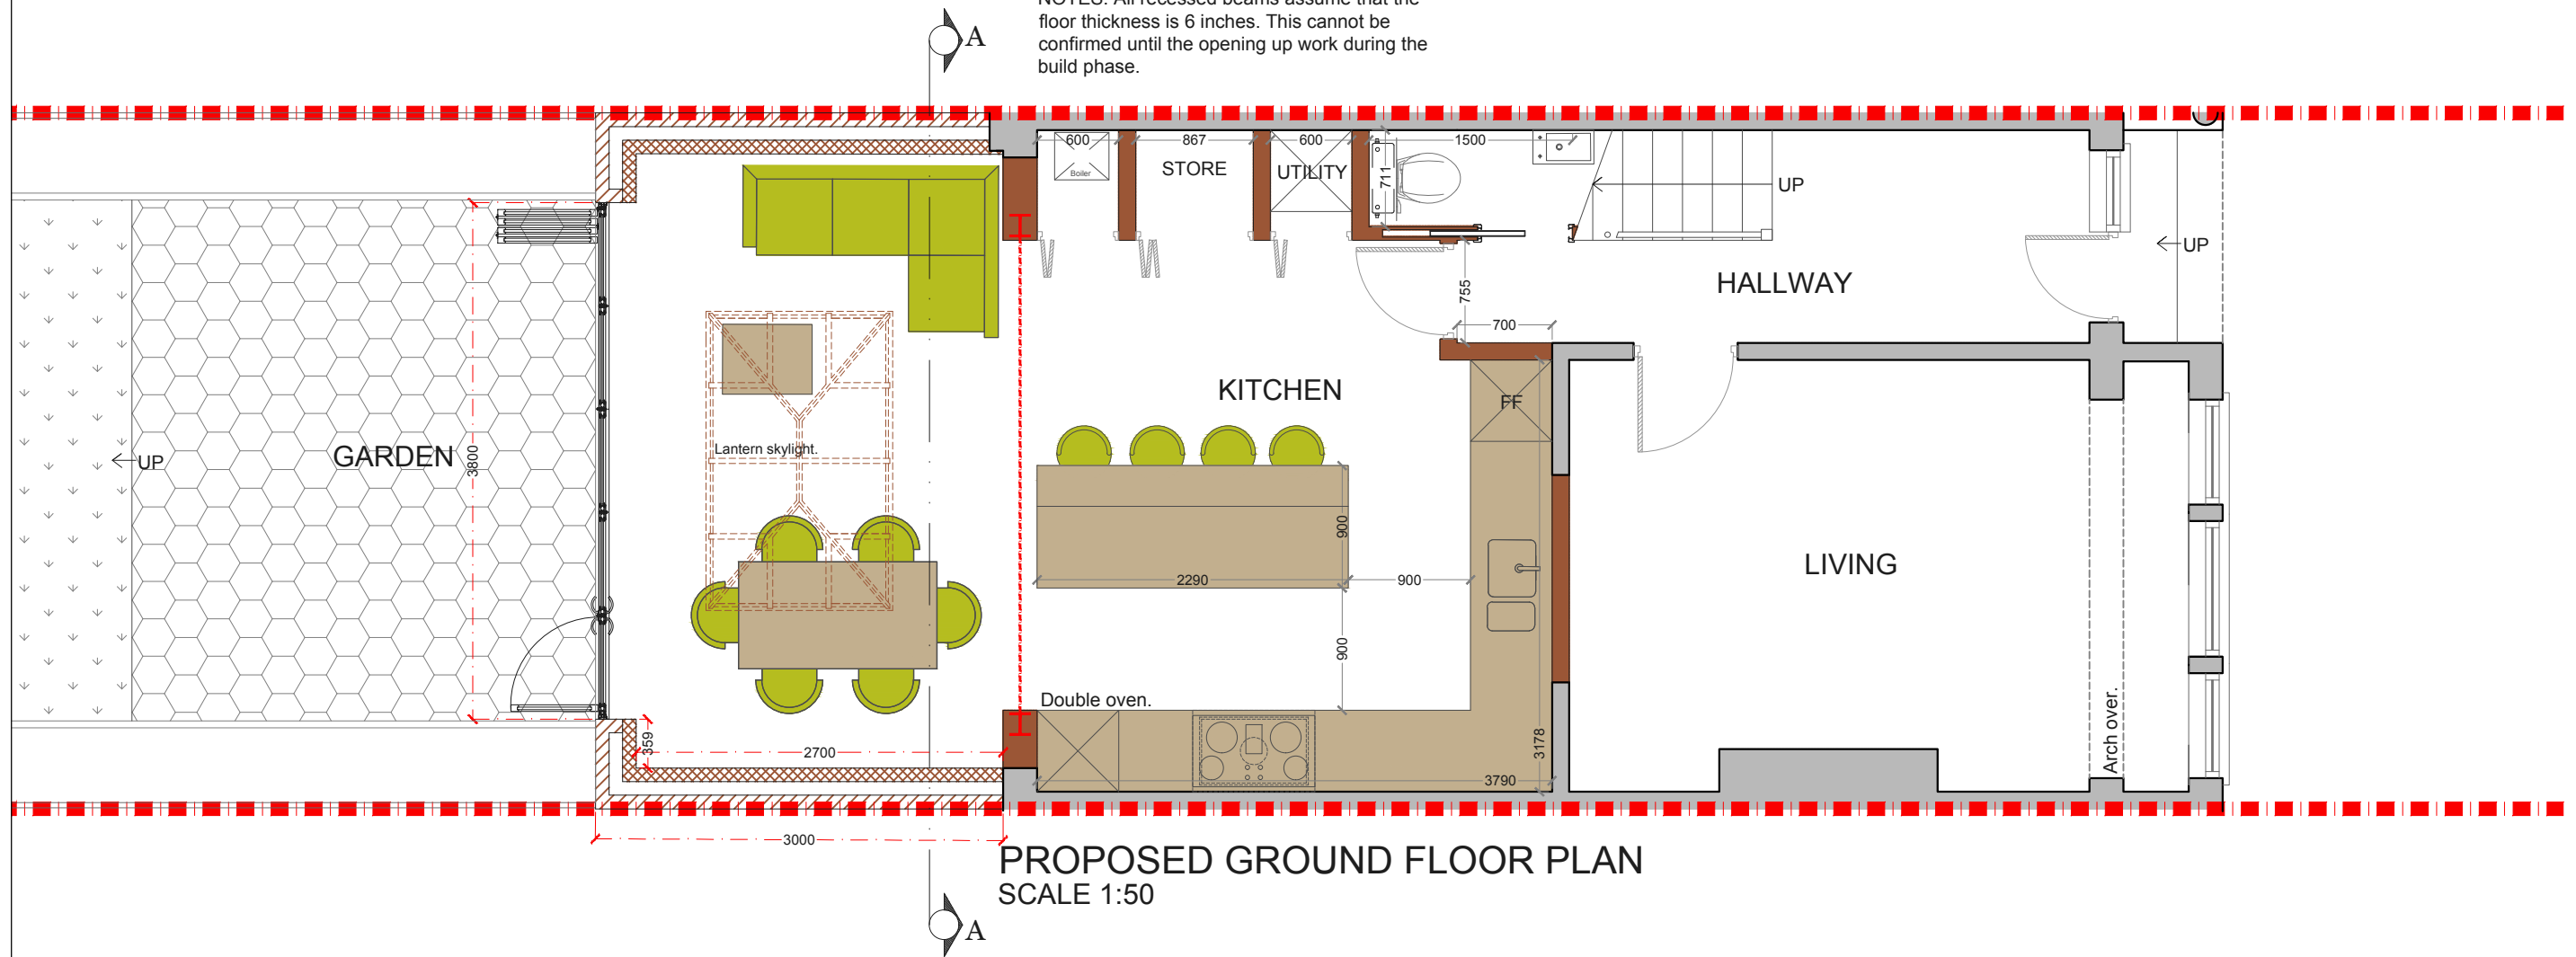 NOTES: All recessed beams assume that the
floor thickness is 6 inches. This cannot be
confirmed until the opening up work during the
build phase.
A
600
867
600
1500
STORE
UTILITY
Boiler
711
UP
UP
755
HALLWAY
700
KITCHEN
FF
GARDEN
3800
UP
Lantern skylight.
900
2290
900
LIVING
900
Double oven.
359
2700
3178
3790
Arch over.
3000
PROPOSED GROUND FLOOR PLAN
SCALE 1:50
A